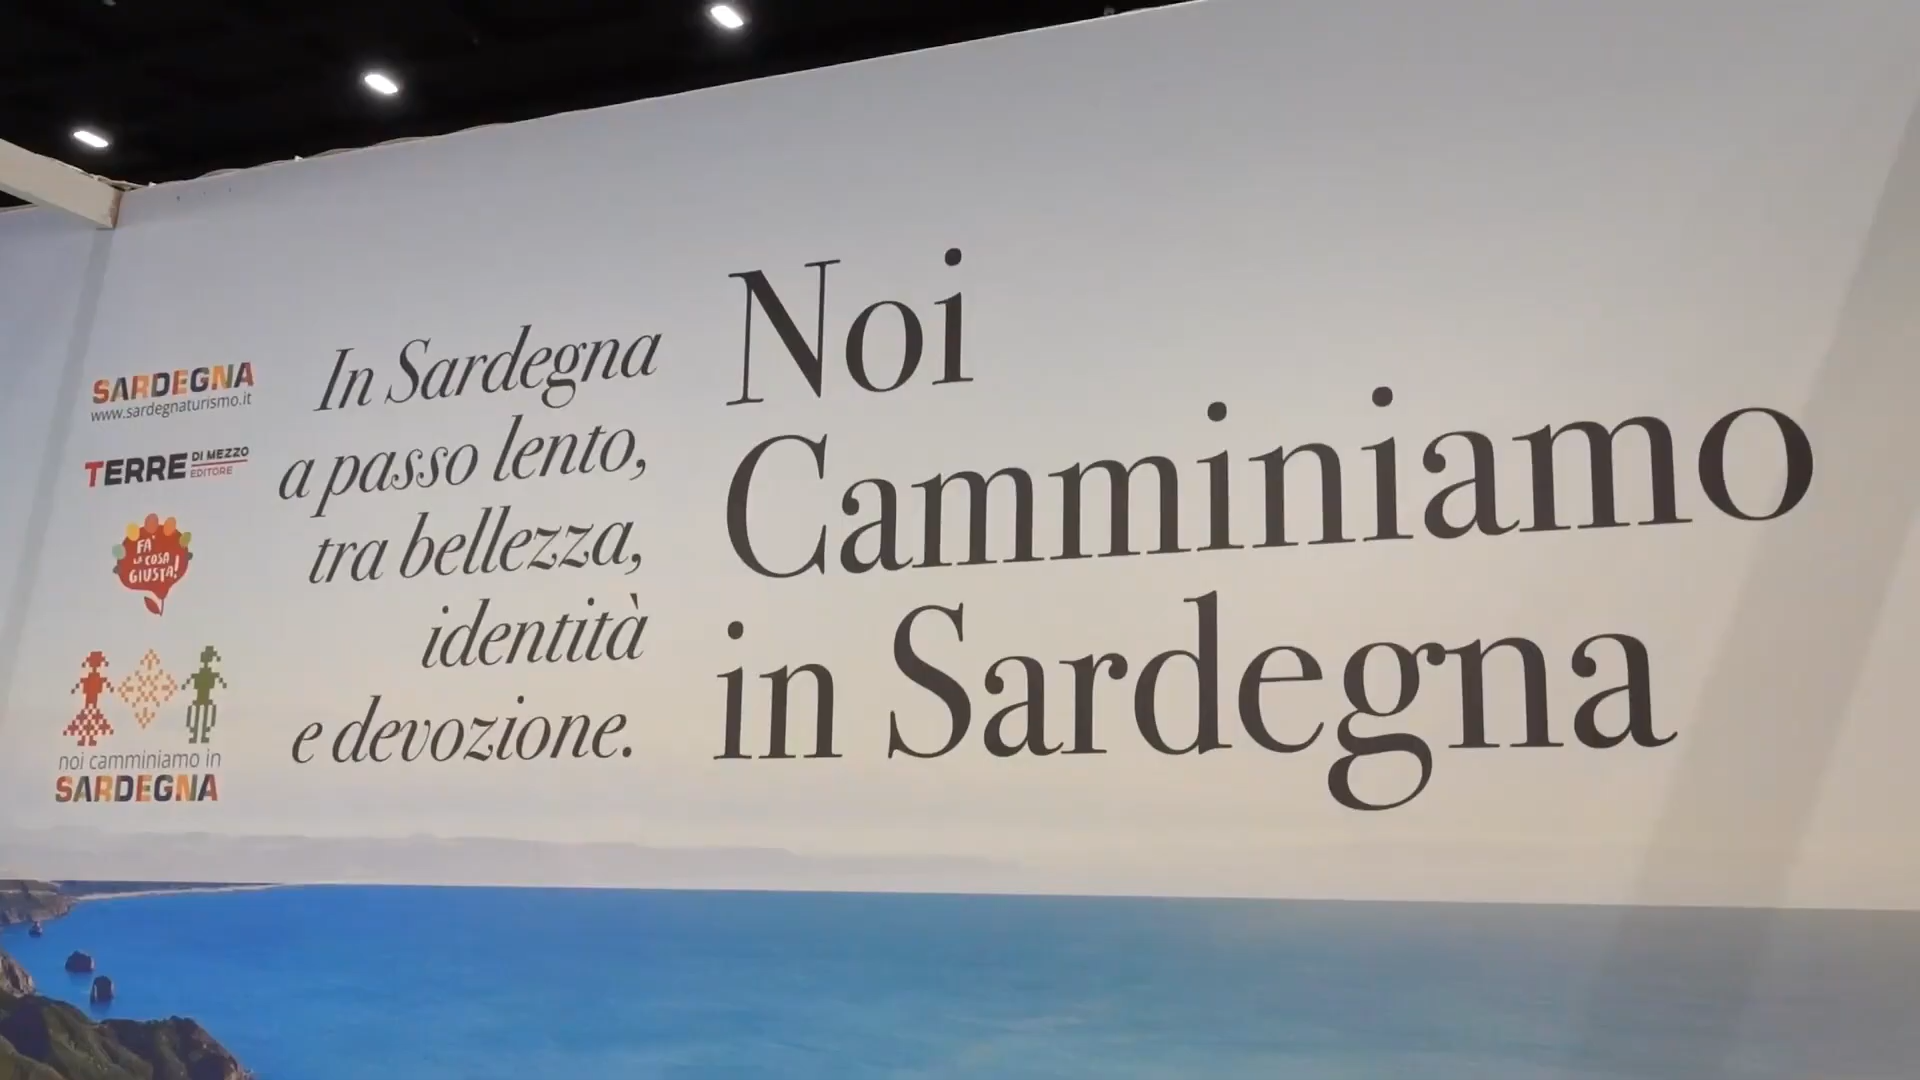 SARDEGNA
www.sardegnaturismo.it
TERRE DI MEZZO
EDITORE
FA'
LA COSA
GIUSTA!
noi camminiamo in
SARDEGNA
In Sardegna
a passo lento,
tra bellezza,
identità
e devozione.
Noi
Camminiamo
in Sardegna